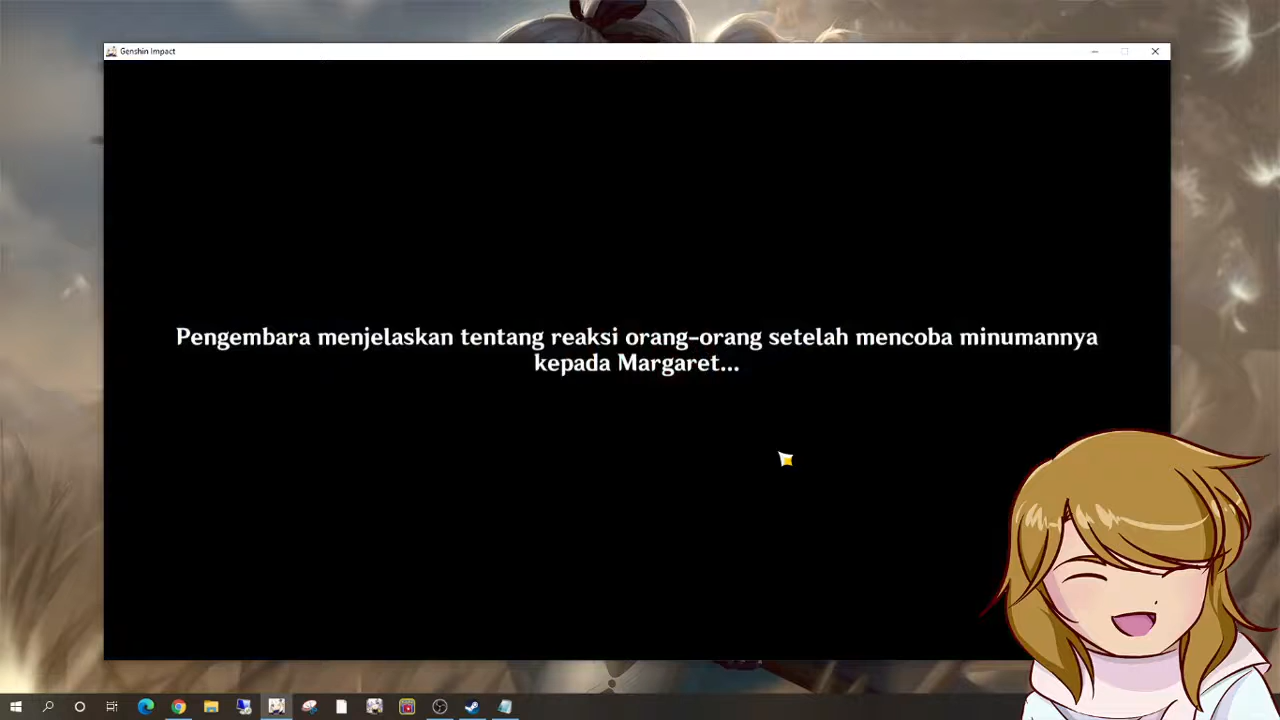 Genshin Impact
Pengembara menjelaskan tentang reaksi orang-orang setelah mencoba minumannya
kepada Margaret...